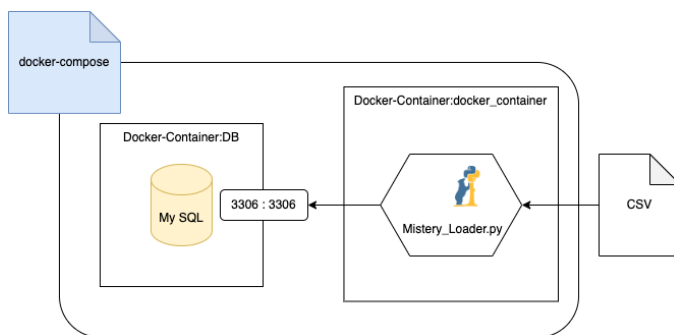 docker-compose
Docker-Container:DB
My SQL
3306 : 3306
Docker-Container:docker_container
Mistery_Loader.py
CSV